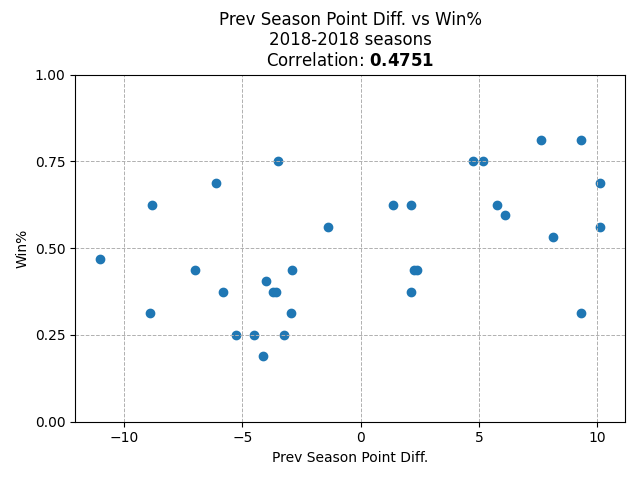 Prev Season Point Diff. vs Win%
2018-2018 seasons
Correlation: 0.4751
1.00
0.75
0.50
0.25
0.00
Win%
−10
−5
0
5
10
Prev Season Point Diff.